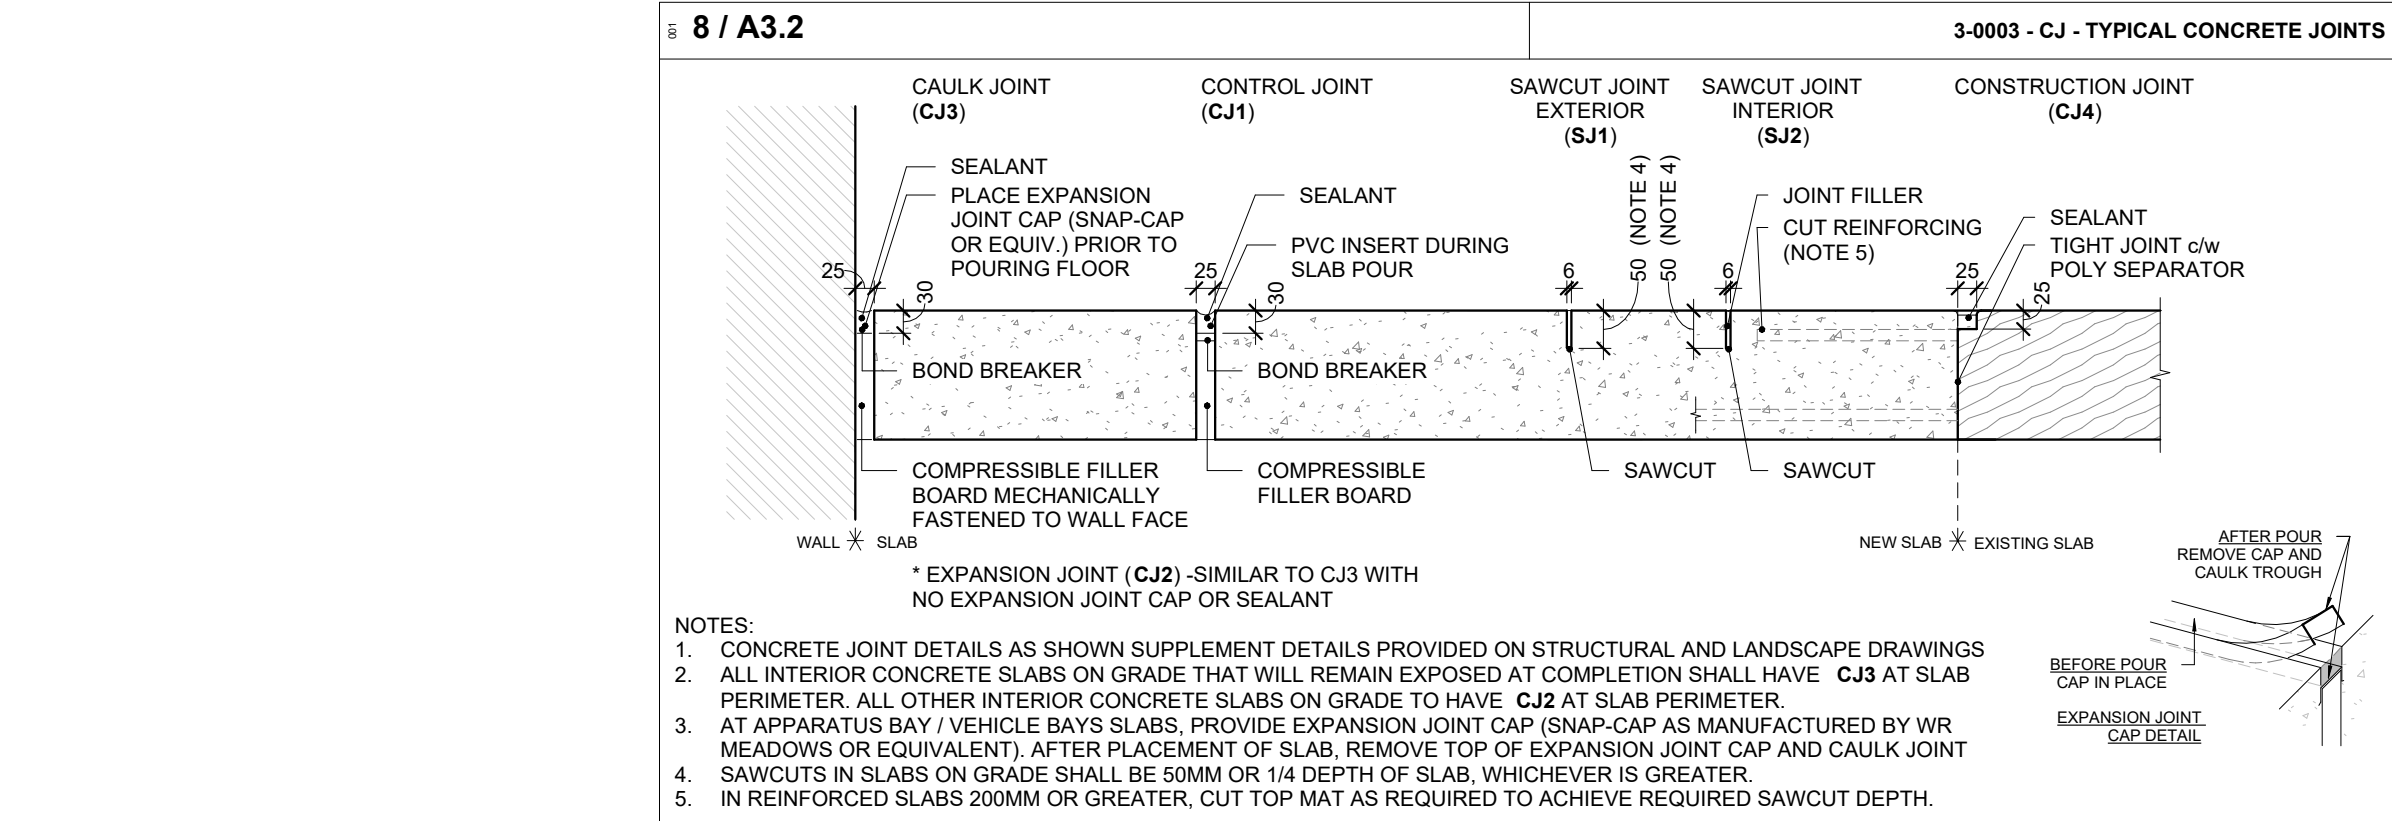 001
8 / A3.2
3-0003 - CJ - TYPICAL CONCRETE JOINTS
CAULK JOINT
(CJ3)
CONTROL JOINT
(CJ1)
SAWCUT JOINT
EXTERIOR
(SJ1)
SAWCUT JOINT
INTERIOR
(SJ2)
CONSTRUCTION JOINT
(CJ4)
SEALANT
PLACE EXPANSION
JOINT CAP (SNAP-CAP
OR EQUIV.) PRIOR TO
POURING FLOOR
25
30
BOND BREAKER
COMPRESSIBLE FILLER
BOARD MECHANICALLY
FASTENED TO WALL FACE
WALL
SLAB
SEALANT
PVC INSERT DURING
SLAB POUR
25
30
BOND BREAKER
COMPRESSIBLE
FILLER BOARD
6
50 (NOTE 4)
SAWCUT
50 (NOTE 4)
6
JOINT FILLER
CUT REINFORCING
(NOTE 5)
SAWCUT
SEALANT
TIGHT JOINT c/w
POLY SEPARATOR
25
25
NEW SLAB
EXISTING SLAB
* EXPANSION JOINT (CJ2) -SIMILAR TO CJ3 WITH
NO EXPANSION JOINT CAP OR SEALANT
AFTER POUR
REMOVE CAP AND
CAULK TROUGH
BEFORE POUR
CAP IN PLACE
EXPANSION JOINT
CAP DETAIL
NOTES:
1. CONCRETE JOINT DETAILS AS SHOWN SUPPLEMENT DETAILS PROVIDED ON STRUCTURAL AND LANDSCAPE DRAWINGS
2. ALL INTERIOR CONCRETE SLABS ON GRADE THAT WILL REMAIN EXPOSED AT COMPLETION SHALL HAVE CJ3 AT SLAB
PERIMETER. ALL OTHER INTERIOR CONCRETE SLABS ON GRADE TO HAVE CJ2 AT SLAB PERIMETER.
3. AT APPARATUS BAY / VEHICLE BAYS SLABS, PROVIDE EXPANSION JOINT CAP (SNAP-CAP AS MANUFACTURED BY WR
MEADOWS OR EQUIVALENT). AFTER PLACEMENT OF SLAB, REMOVE TOP OF EXPANSION JOINT CAP AND CAULK JOINT
4. SAWCUTS IN SLABS ON GRADE SHALL BE 50MM OR 1/4 DEPTH OF SLAB, WHICHEVER IS GREATER.
5. IN REINFORCED SLABS 200MM OR GREATER, CUT TOP MAT AS REQUIRED TO ACHIEVE REQUIRED SAWCUT DEPTH.